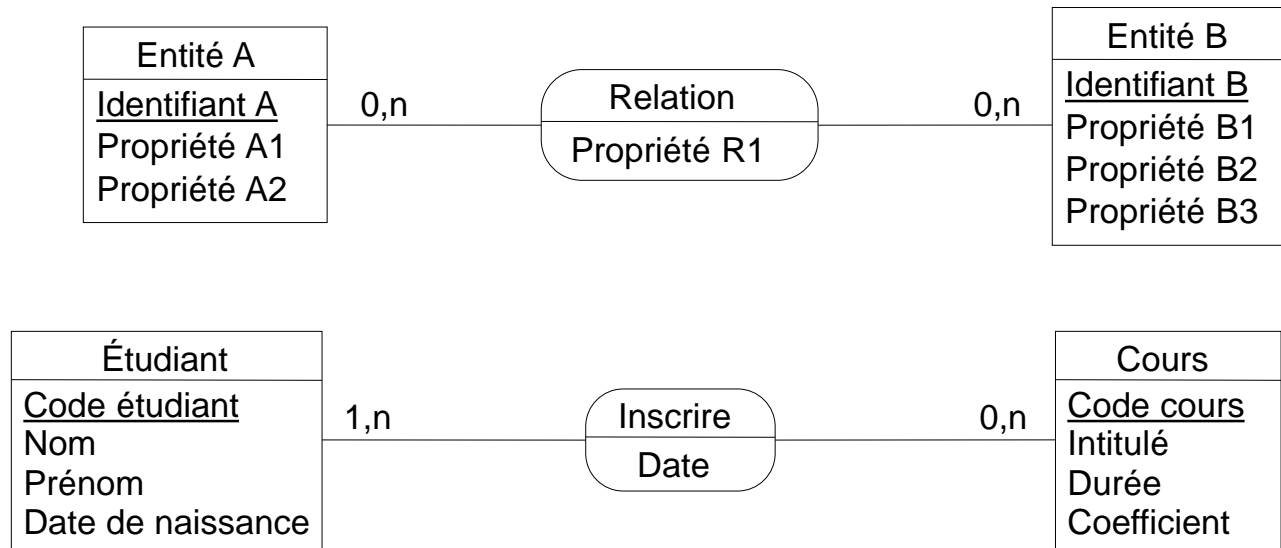 Entité A
Identifiant A
Propriété A1
Propriété A2
0,n
Relation
Propriété R1
0,n
Entité B
Identifiant B
Propriété B1
Propriété B2
Propriété B3
Étudiant
Code étudiant
Nom
Prénom
Date de naissance
1,n
Inscrire
Date
0,n
Cours
Code cours
Intitulé
Durée
Coefficient